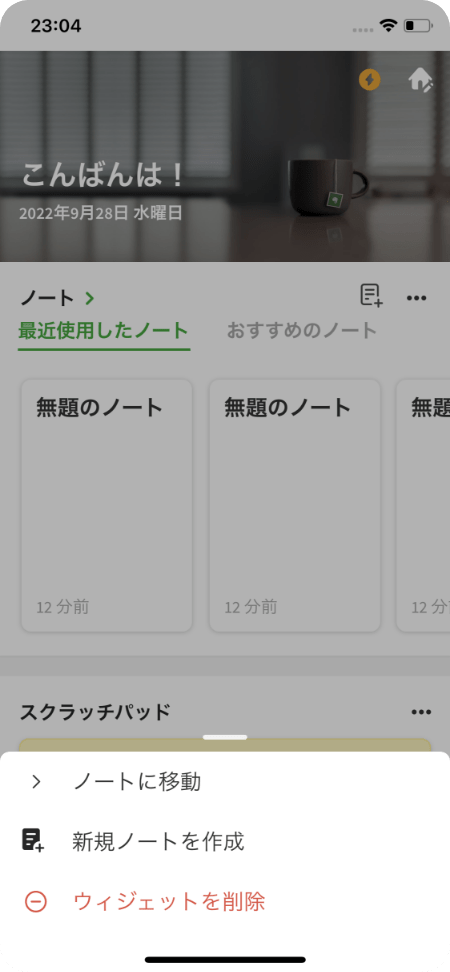 23:04
こんばんは！
2022年9月28日 水曜日
ノート
最近使用したノート おすすめのノート
無題のノート 無題のノート 無題
12 分前 12 分前 12 分
スクラッチパッド
ノートに移動
新規ノートを作成
ウィジェットを削除